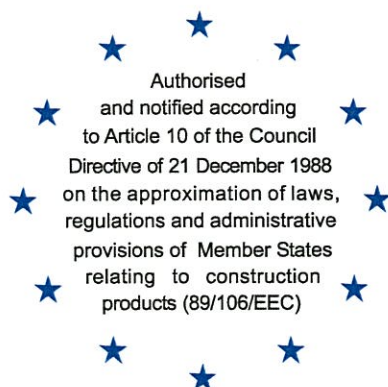 Authorised
and notified according
to Article 10 of the Council
Directive of 21 December 1988
on the approximation of laws,
regulations and administrative
provisions of Member States
relating to construction
products (89/106/EEC)